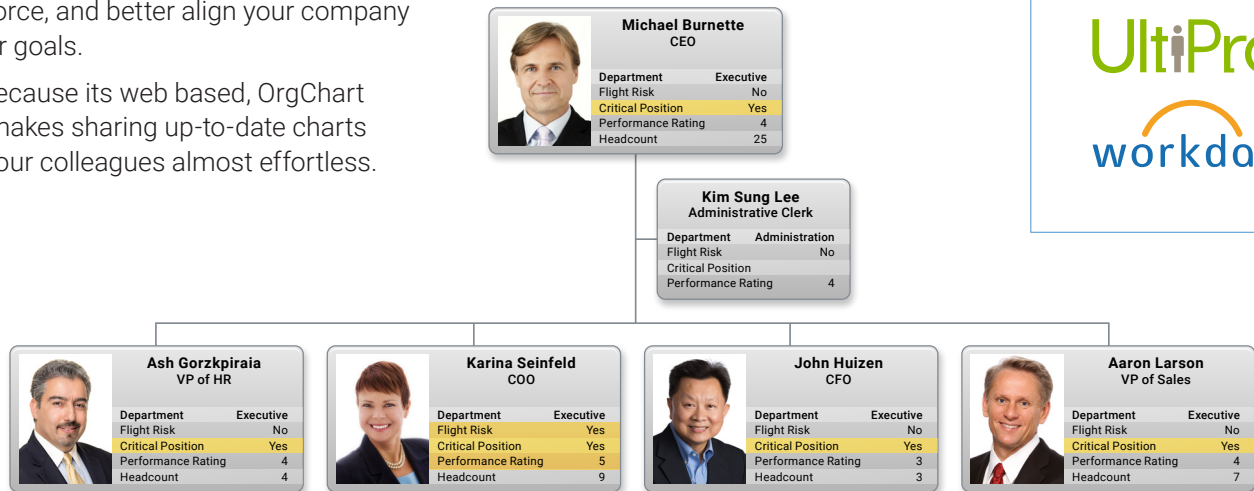 orce, and better align your company
r goals.
ecause its web based, OrgChart
nakes sharing up-to-date charts
our colleagues almost effortless.
Michael Burnette
CEO
Department Executive
Flight Risk No
Critical Position Yes
Performance Rating 4
Headcount 25
UltiPro
workda
Kim Sung Lee
Administrative Clerk
Department Administration
Flight Risk No
Critical Position
Performance Rating 4
Ash Gorzkpiraia
VP of HR
Department Executive
Flight Risk No
Critical Position Yes
Performance Rating 4
Headcount 4
Karina Seinfeld
COO
Department Executive
Flight Risk Yes
Critical Position Yes
Performance Rating 5
Headcount 9
John Huizen
CFO
Department Executive
Flight Risk No
Critical Position Yes
Performance Rating 3
Headcount 3
Aaron Larson
VP of Sales
Department Executive
Flight Risk No
Critical Position Yes
Performance Rating 4
Headcount 7